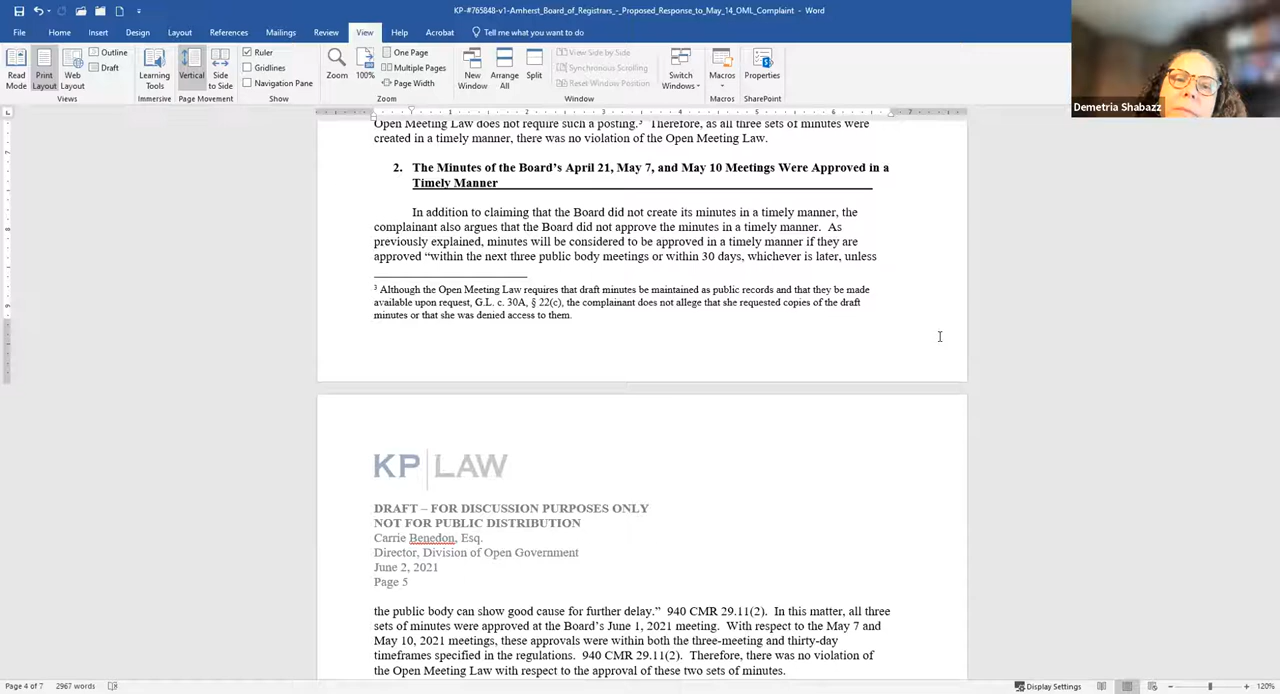 KP-#765848-v1-Amherst_Board_of_Registrars_-_Proposed_Response_to_May_14_OML_Complaint - Word
File Home Insert Design Layout References Mailings Review View Help Acrobat Tell me what you want to do
Read Mode
Print Layout
Web Layout
Outline
Draft
Views
Learning Tools
Immersive
Vertical
Side to Side
Page Movement
Ruler
Gridlines
Navigation Pane
Show
Zoom
100%
One Page
Multiple Pages
Page Width
Zoom
New Window
Arrange All
Split
View Side by Side
Synchronous Scrolling
Reset Window Position
Window
Switch Windows
Macros
Macros
Properties
SharePoint
Demetria Shabazz
Open Meeting Law does not require such a posting.3 Therefore, as all three sets of minutes were
created in a timely manner, there was no violation of the Open Meeting Law.
2. The Minutes of the Board's April 21, May 7, and May 10 Meetings Were Approved in a
Timely Manner
In addition to claiming that the Board did not create its minutes in a timely manner, the
complainant also argues that the Board did not approve the minutes in a timely manner. As
previously explained, minutes will be considered to be approved in a timely manner if they are
approved “within the next three public body meetings or within 30 days, whichever is later, unless
3 Although the Open Meeting Law requires that draft minutes be maintained as public records and that they be made
available upon request, G.L. c. 30A, § 22(c), the complainant does not allege that she requested copies of the draft
minutes or that she was denied access to them.
KP LAW
DRAFT – FOR DISCUSSION PURPOSES ONLY
NOT FOR PUBLIC DISTRIBUTION
Carrie Benedon, Esq.
Director, Division of Open Government
June 2, 2021
Page 5
the public body can show good cause for further delay.” 940 CMR 29.11(2). In this matter, all three
sets of minutes were approved at the Board's June 1, 2021 meeting. With respect to the May 7 and
May 10, 2021 meetings, these approvals were within both the three-meeting and thirty-day
timeframes specified in the regulations. 940 CMR 29.11(2). Therefore, there was no violation of
the Open Meeting Law with respect to the approval of these two sets of minutes.
Page 4 of 7 2967 words
Display Settings
120%